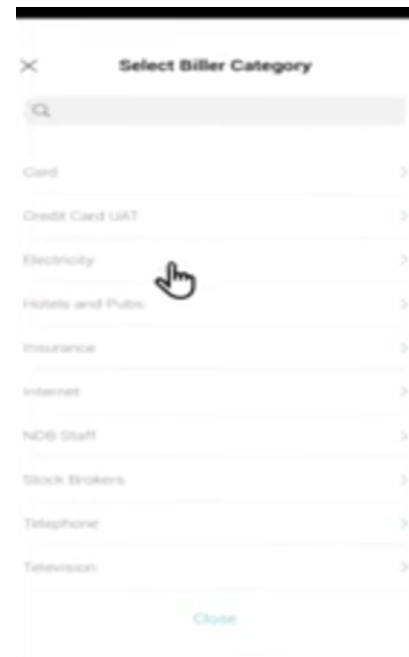 Select Biller Category
Card
Credit Card UAT
Electricity
Hotels and Pubs
Insurance
Internet
NDB Staff
Stock Brokers
Telephone
Television
Close